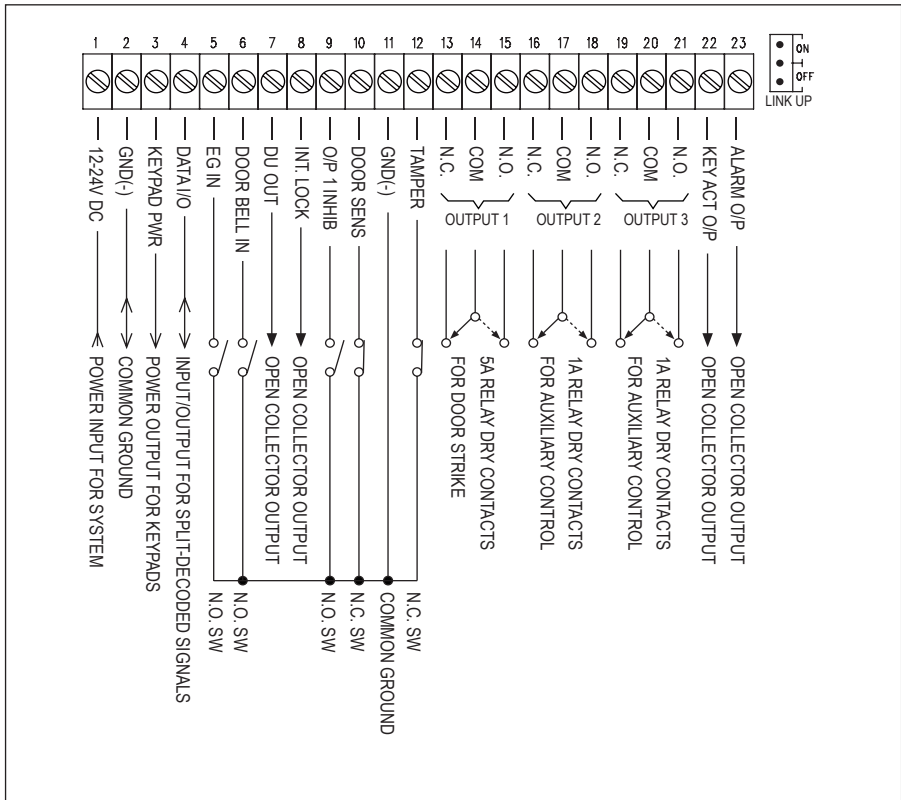 1 2 3 4 5 6 7 8 9 10 11 12 13 14 15 16 17 18 19 20 21 22 23
ON
OFF
LINK UP
12-24V DC
GND(-)
KEYPAD PWR
DATA I/O
EG IN
DOOR BELL IN
DU OUT
INT. LOCK
O/P 1 INHIB
DOOR SENS
GND(-)
TAMPER
N.C.
COM
N.O.
N.C.
COM
N.O.
N.C.
COM
N.O.
KEY ACT O/P
ALARM O/P
OUTPUT 1
OUTPUT 2
OUTPUT 3
POWER INPUT FOR SYSTEM
COMMON GROUND
POWER OUTPUT FOR KEYPADS
INPUT/OUTPUT FOR SPLIT-DECODED SIGNALS
N.O. SW
N.O. SW
OPEN COLLECTOR OUTPUT
OPEN COLLECTOR OUTPUT
N.O. SW
N.C. SW
COMMON GROUND
N.C. SW
5A RELAY DRY CONTACTS
FOR DOOR STRIKE
1A RELAY DRY CONTACTS
FOR AUXILIARY CONTROL
1A RELAY DRY CONTACTS
FOR AUXILIARY CONTROL
OPEN COLLECTOR OUTPUT
OPEN COLLECTOR OUTPUT